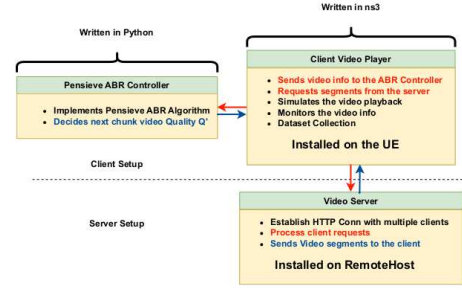 Written in Python
Written in ns3
Pensieve ABR Controller
Implements Pensieve ABR Algorithm
Decides next chunk video Quality Q'
Client Video Player
Sends video info to the ABR Controller
Requests segments from the server
Simulates the video playback
Monitors the video info
Dataset Collection
Installed on the UE
Client Setup
Server Setup
Video Server
Establish HTTP Conn with multiple clients
Process client requests
Sends Video segments to the client
Installed on RemoteHost